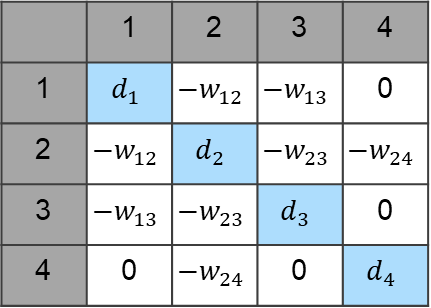 1 2 3 4
1 d₁ −w₁₂ −w₁₃ 0
2 −w₁₂ d₂ −w₂₃ −w₂₄
3 −w₁₃ −w₂₃ d₃ 0
4 0 −w₂₄ 0 d₄